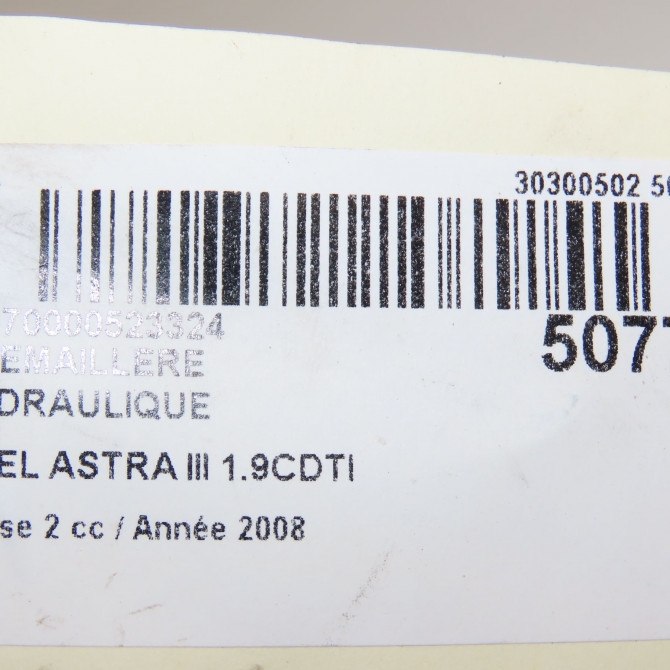 30300502 50
70000523324
EMAILLERE
507
DRAULIQUE
EL ASTRA III 1.9CDTI
se 2 cc / Année 2008